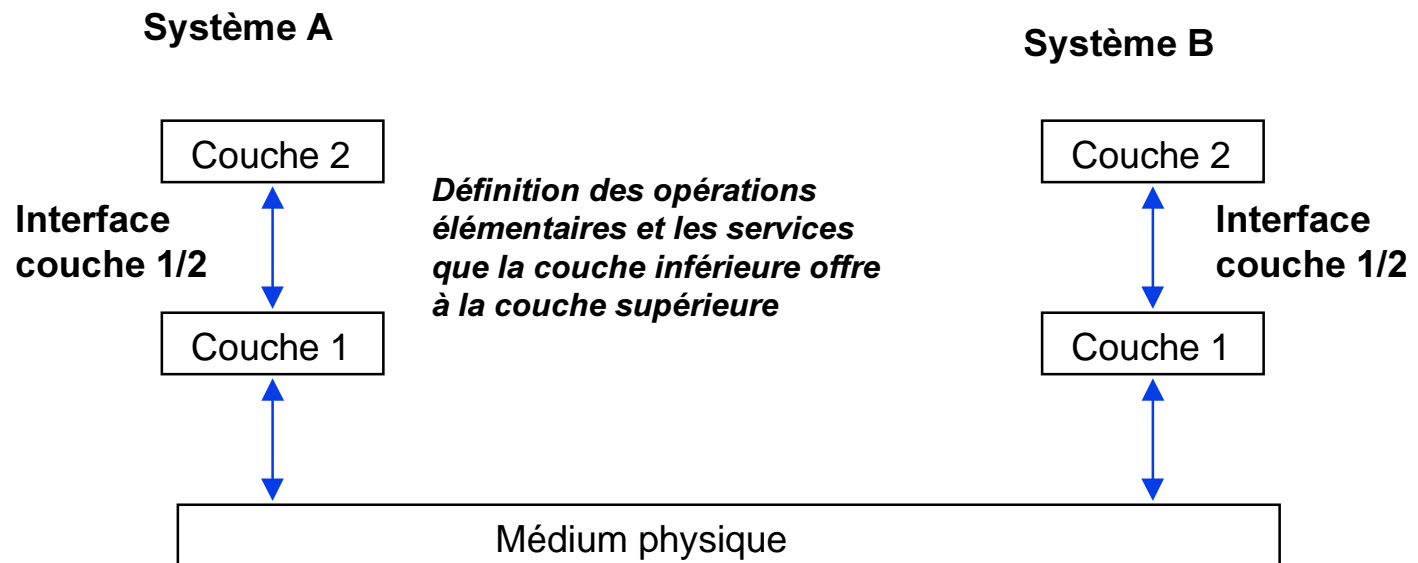 Système A
Système B
Couche 2
Couche 2
Interface
couche 1/2
Définition des opérations
élémentaires et les services
que la couche inférieure offre
à la couche supérieure
Interface
couche 1/2
Couche 1
Couche 1
Médium physique